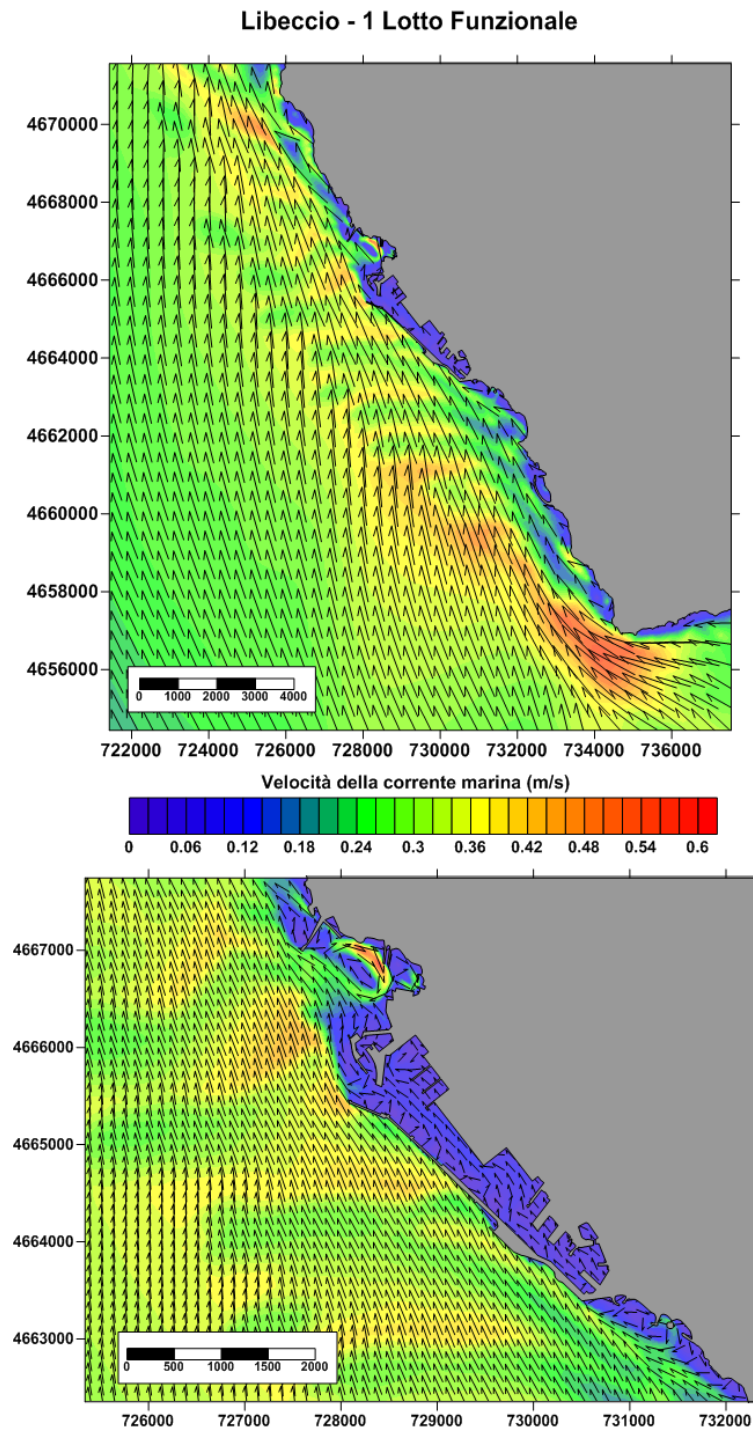 Libeccio - 1 Lotto Funzionale
4670000
4668000
4666000
4664000
4662000
4660000
4658000
4656000
0 1000 2000 3000 4000
722000 724000 726000 728000 730000 732000 734000 736000
Velocità della corrente marina (m/s)
0 0.06 0.12 0.18 0.24 0.3 0.36 0.42 0.48 0.54 0.6
4667000
4666000
4665000
4664000
4663000
0 500 1000 1500 2000
726000 727000 728000 729000 730000 731000 732000